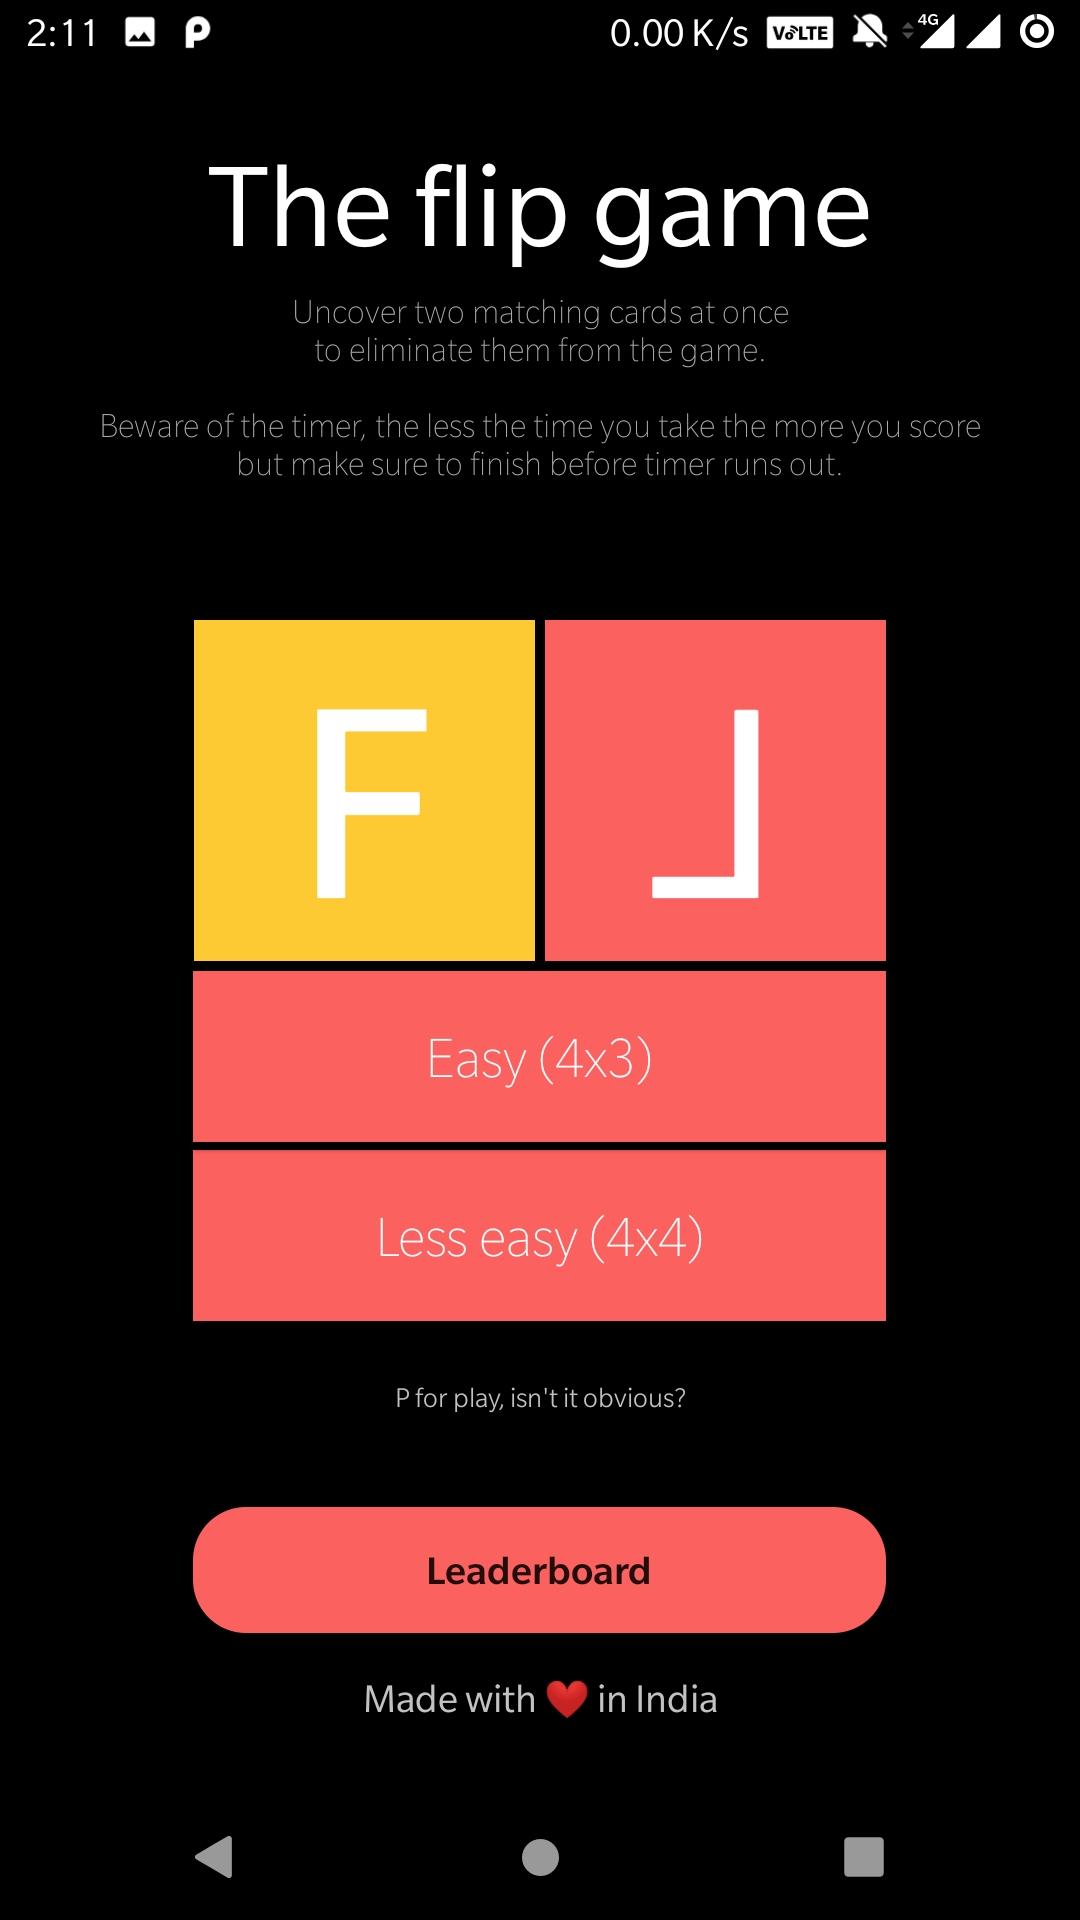 2:11 0.00 K/s VoLTE 4G
The flip game
Uncover two matching cards at once
to eliminate them from the game.
Beware of the timer, the less the time you take the more you score
but make sure to finish before timer runs out.
F L
Easy (4x3)
Less easy (4x4)
P for play, isn't it obvious?
Leaderboard
Made with ❤️ in India